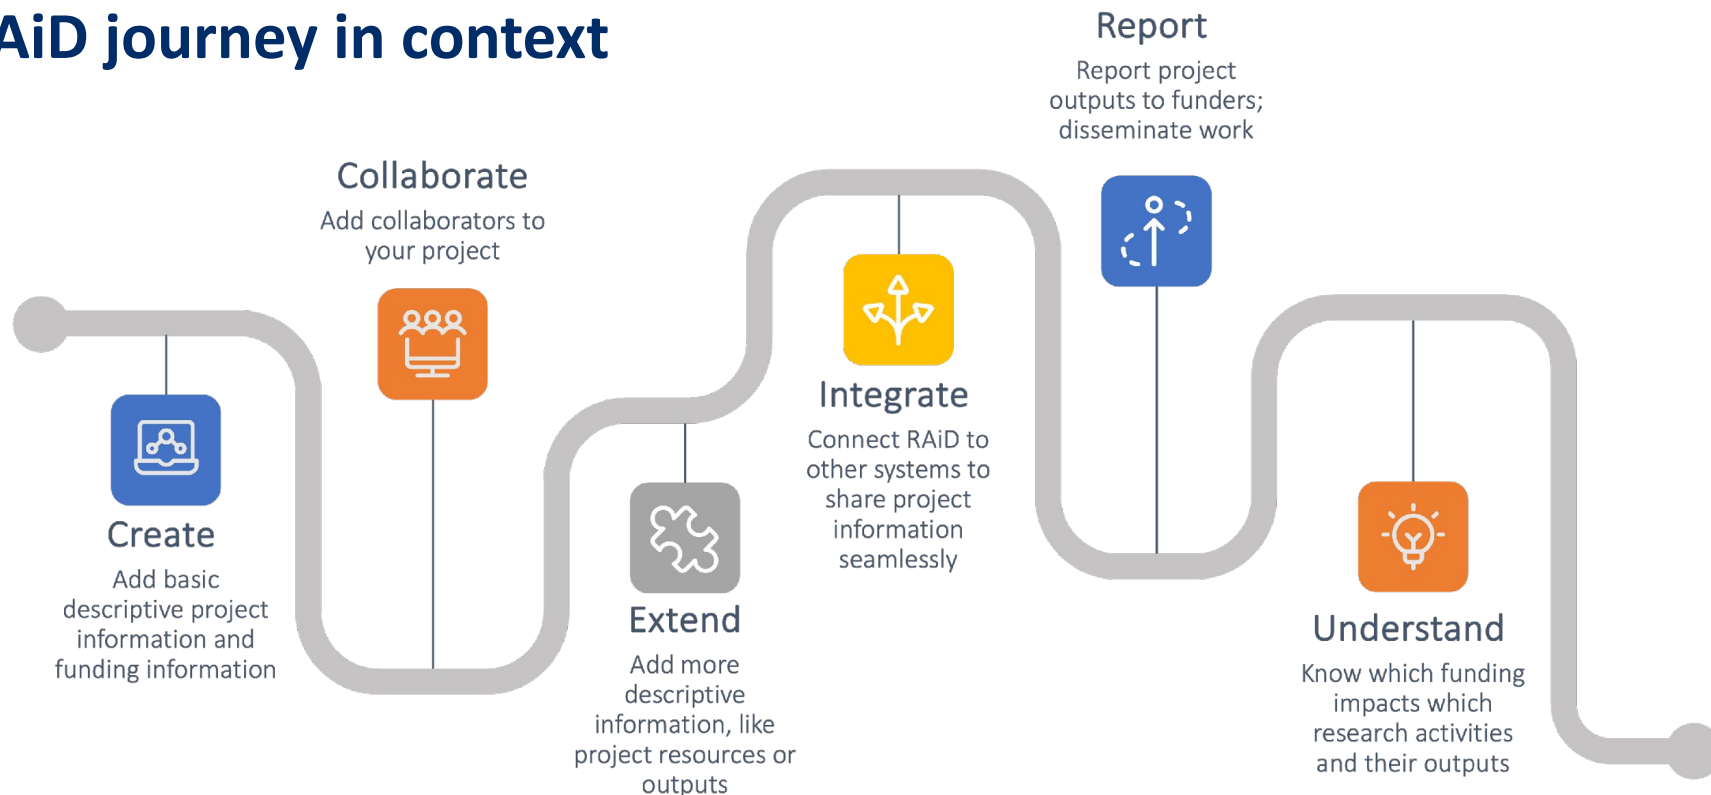 AiD journey in context
Create
Add basic
descriptive project
information and
funding information
Collaborate
Add collaborators to
your project
Extend
Add more
descriptive
information, like
project resources or
outputs
Integrate
Connect RAiD to
other systems to
share project
information
seamlessly
Report
Report project
outputs to funders;
disseminate work
Understand
Know which funding
impacts which
research activities
and their outputs